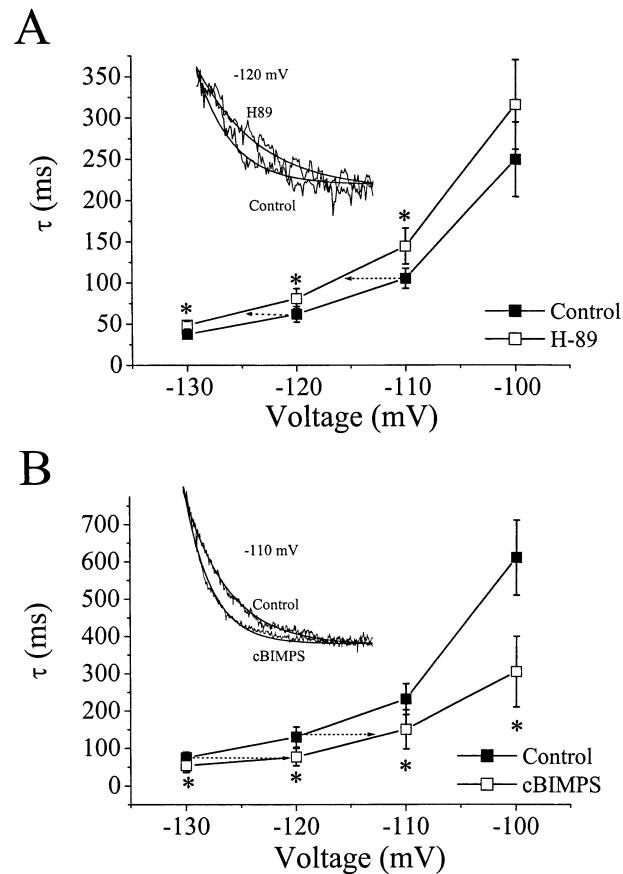 A
350
300
250
200
150
100
50
0
τ (ms)
-120 mV
H89
Control
*
*
*
Control
H-89
-130
-120
-110
-100
Voltage (mV)
B
700
600
500
400
300
200
100
0
τ (ms)
-110 mV
Control
cBIMPS
*
*
*
*
Control
cBIMPS
-130
-120
-110
-100
Voltage (mV)